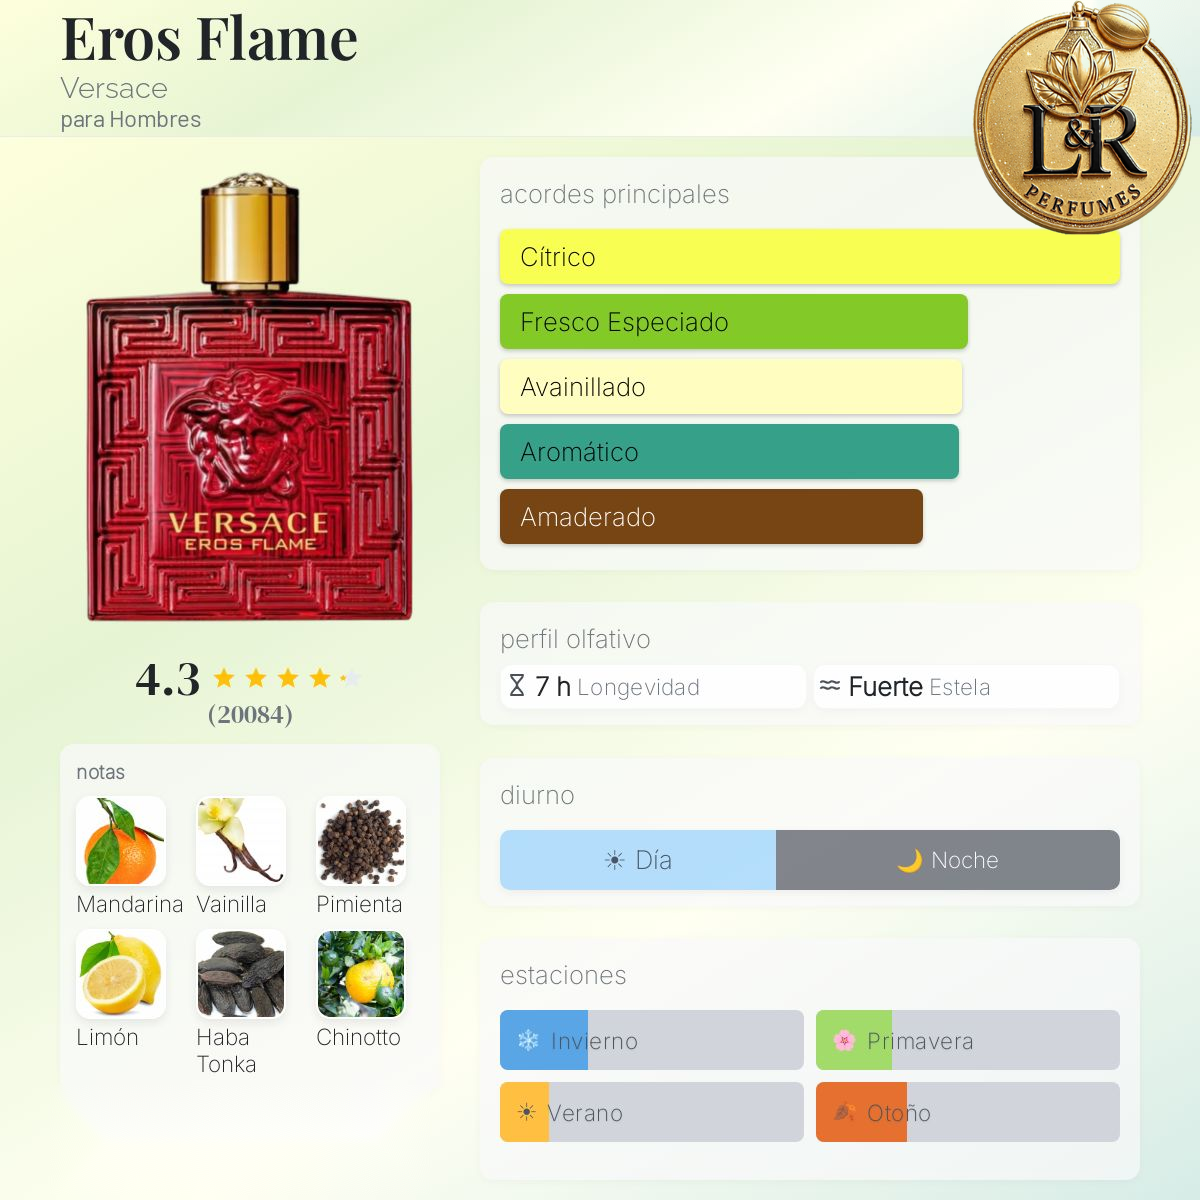 Eros Flame
Versace
para Hombres
L&R
PERFUMES
VERSACE
EROS FLAME
4.3
(20084)
notas
Mandarina
Vainilla
Pimienta
Limón
Haba
Tonka
Chinotto
acordes principales
Cítrico
Fresco Especiado
Avainillado
Aromático
Amaderado
perfil olfativo
7 h Longevidad
Fuerte Estela
diurno
Día
Noche
estaciones
Invierno
Primavera
Verano
Otoño